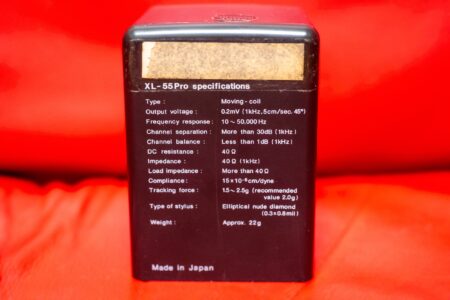 XL-55Pro specifications
Type : Moving-coil
Output voltage : 0.2mV (1kHz, 5cm/sec. 45°)
Frequency response : 10~50,000Hz
Channel separation : More than 30dB (1kHz)
Channel balance : Less than 1dB (1kHz)
DC resistance : 40Ω
Impedance : 40Ω (1kHz)
Load impedance : More than 40Ω
Compliance : 15×10⁻⁶cm/dyne
Tracking force : 1.5~2.5g (recommended
value 2.0g)
Type of stylus : Elliptical nude diamond
(0.3×0.8mil)
Weight : Approx. 22g
Made in Japan